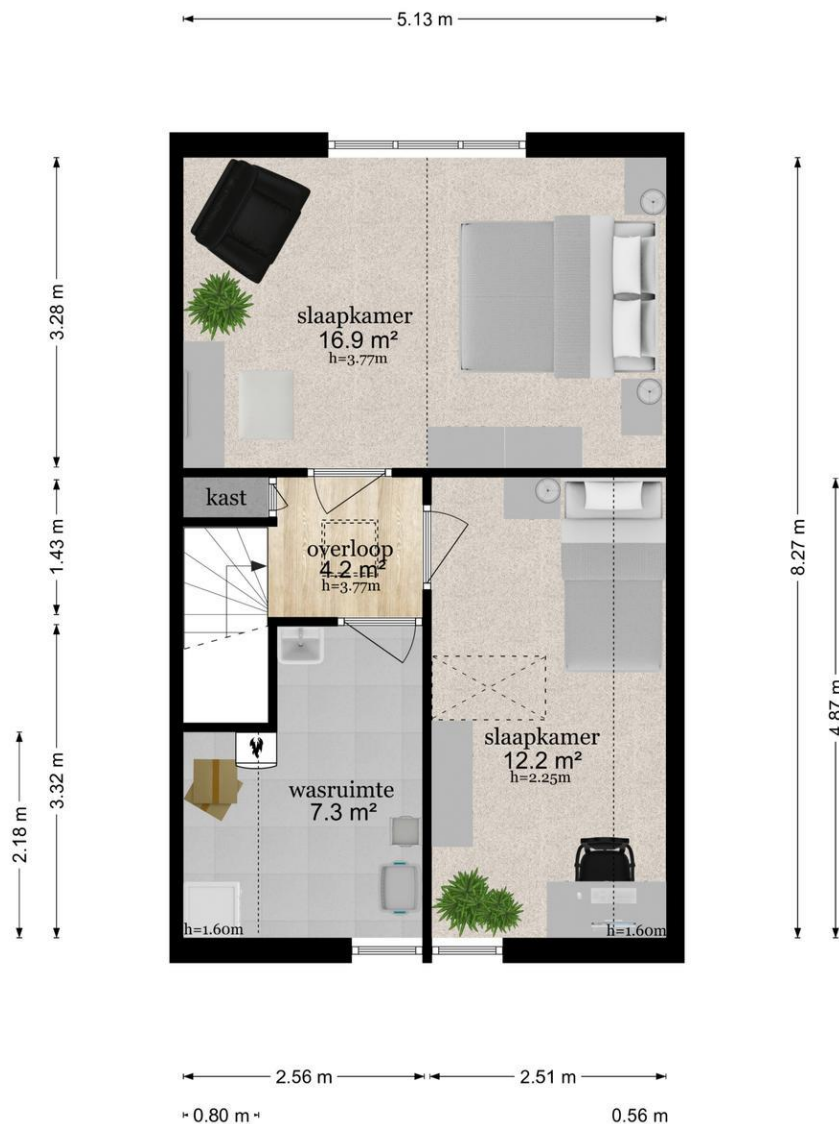 5.13 m
3.28 m
slaapkamer
16.9 m²
h=3.77m
kast
1.43 m
overloop
4.2 m²
h=3.77m
8.27 m
4.87 m
3.32 m
2.18 m
wasruimte
7.3 m²
slaapkamer
12.2 m²
h=2.25m
h=1.60m
h=1.60m
2.56 m
2.51 m
0.80 m
0.56 m